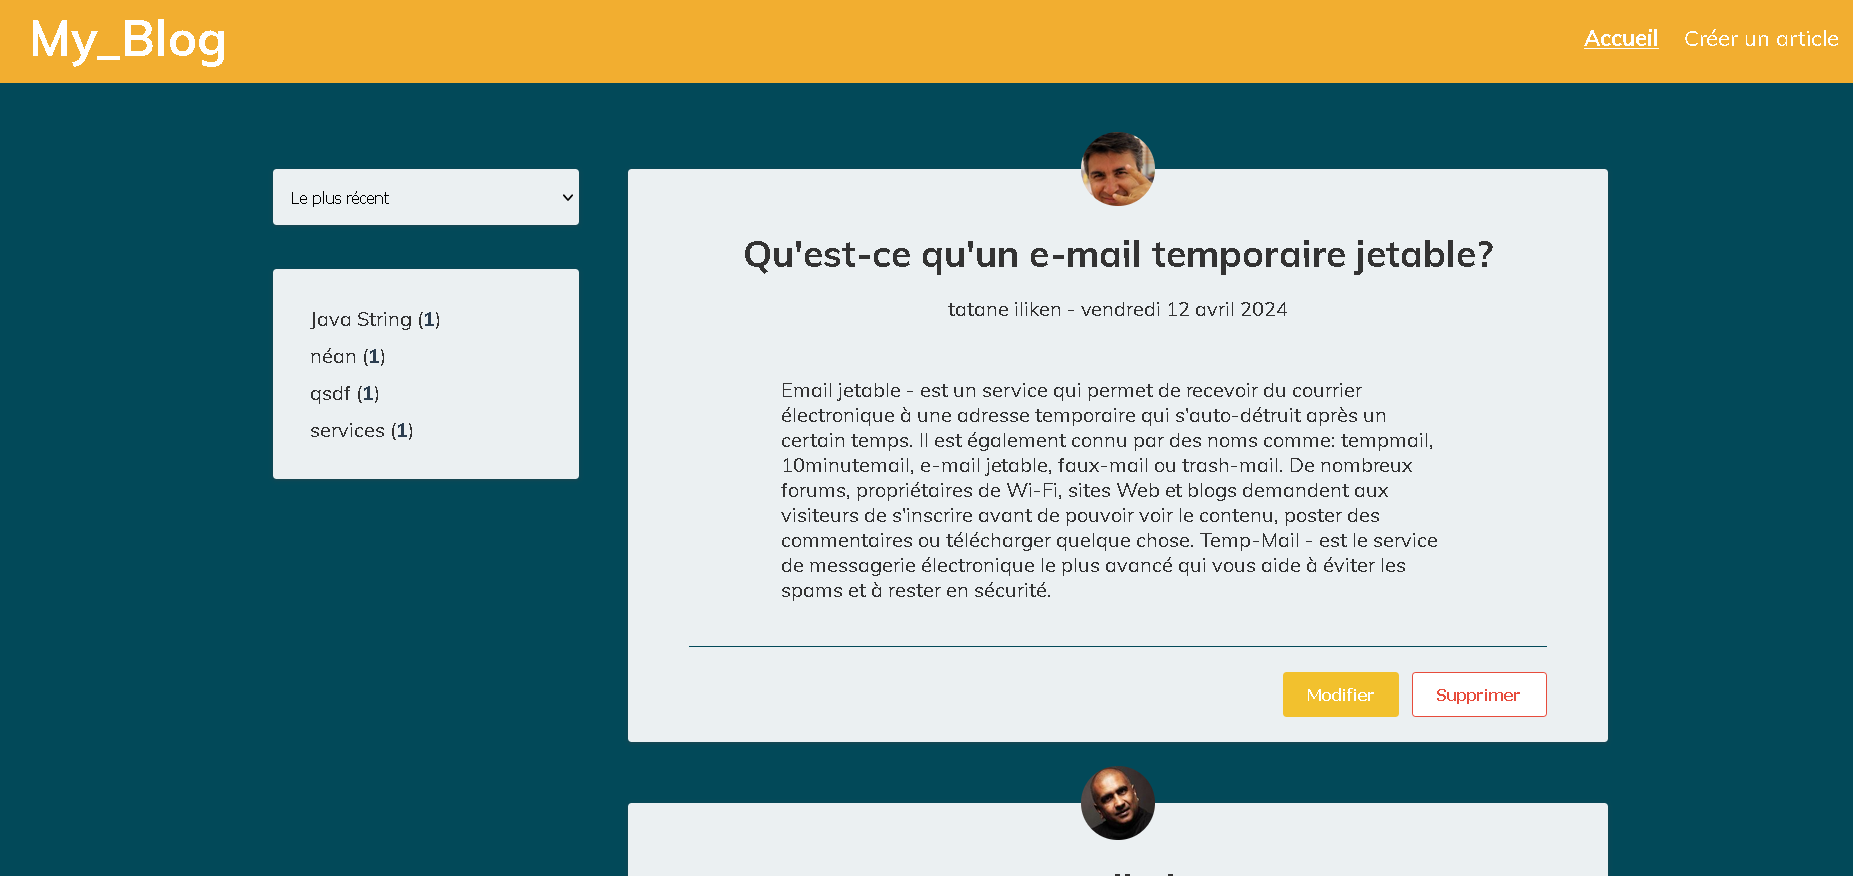 My_Blog
Accueil
Créer un article
Le plus récent
Java String (1)
néan (1)
qsdf (1)
services (1)
Qu'est-ce qu'un e-mail temporaire jetable?
tatane iliken - vendredi 12 avril 2024
Email jetable - est un service qui permet de recevoir du courrier
électronique à une adresse temporaire qui s'auto-détruit après un
certain temps. Il est également connu par des noms comme: tempmail,
10minutemail, e-mail jetable, faux-mail ou trash-mail. De nombreux
forums, propriétaires de Wi-Fi, sites Web et blogs demandent aux
visiteurs de s'inscrire avant de pouvoir voir le contenu, poster des
commentaires ou télécharger quelque chose. Temp-Mail - est le service
de messagerie électronique le plus avancé qui vous aide à éviter les
spams et à rester en sécurité.
Modifier
Supprimer